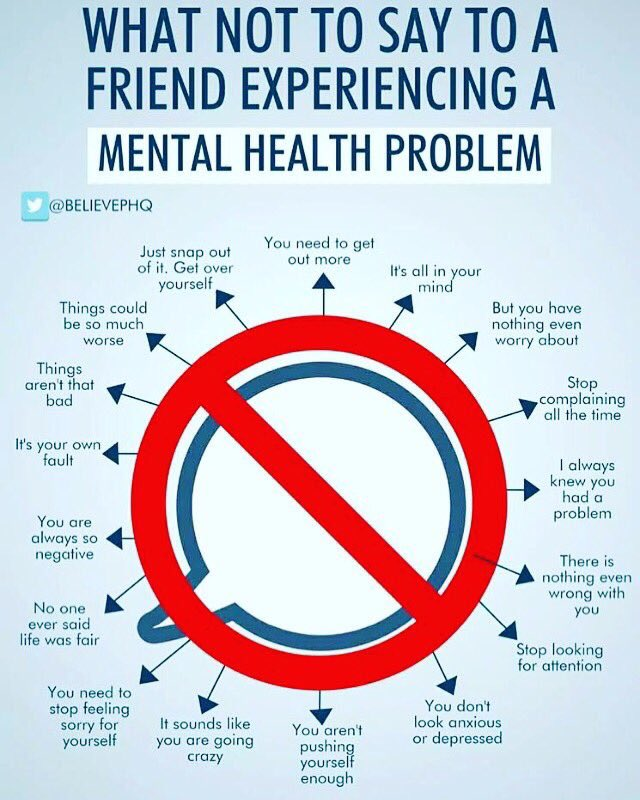 WHAT NOT TO SAY TO A
FRIEND EXPERIENCING A
MENTAL HEALTH PROBLEM
@BELIEVEPHQ
You need to get
out more
It's all in your
mind
But you have
nothing even
worry about
Stop
complaining
all the time
I always
knew you
had a
problem
There is
nothing even
wrong with
you
Stop looking
for attention
You don't
look anxious
or depressed
You aren't
pushing
yourself
enough
It sounds like
you are going
crazy
You need to
stop feeling
sorry for
yourself
No one
ever said
life was fair
You are
always so
negative
It's your own
fault
Things
aren't that
bad
Things could
be so much
worse
Just snap out
of it. Get over
yourself